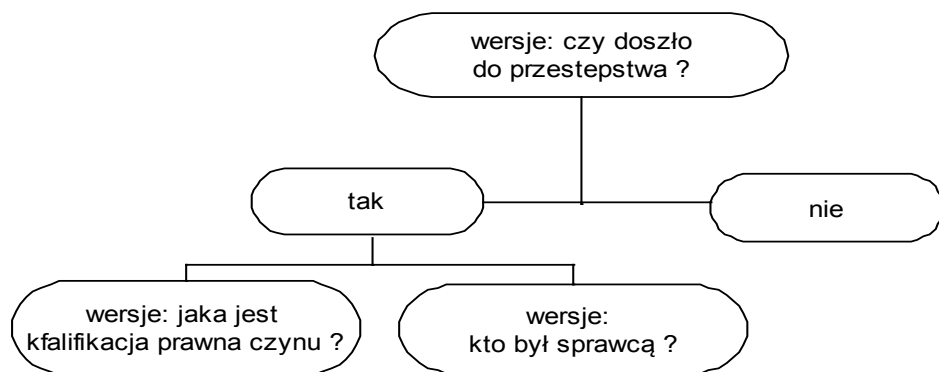 wersje: czy doszło
do przestepstwa ?
tak
nie
wersje: jaka jest
kfalifikacja prawna czynu ?
wersje:
kto był sprawcą ?